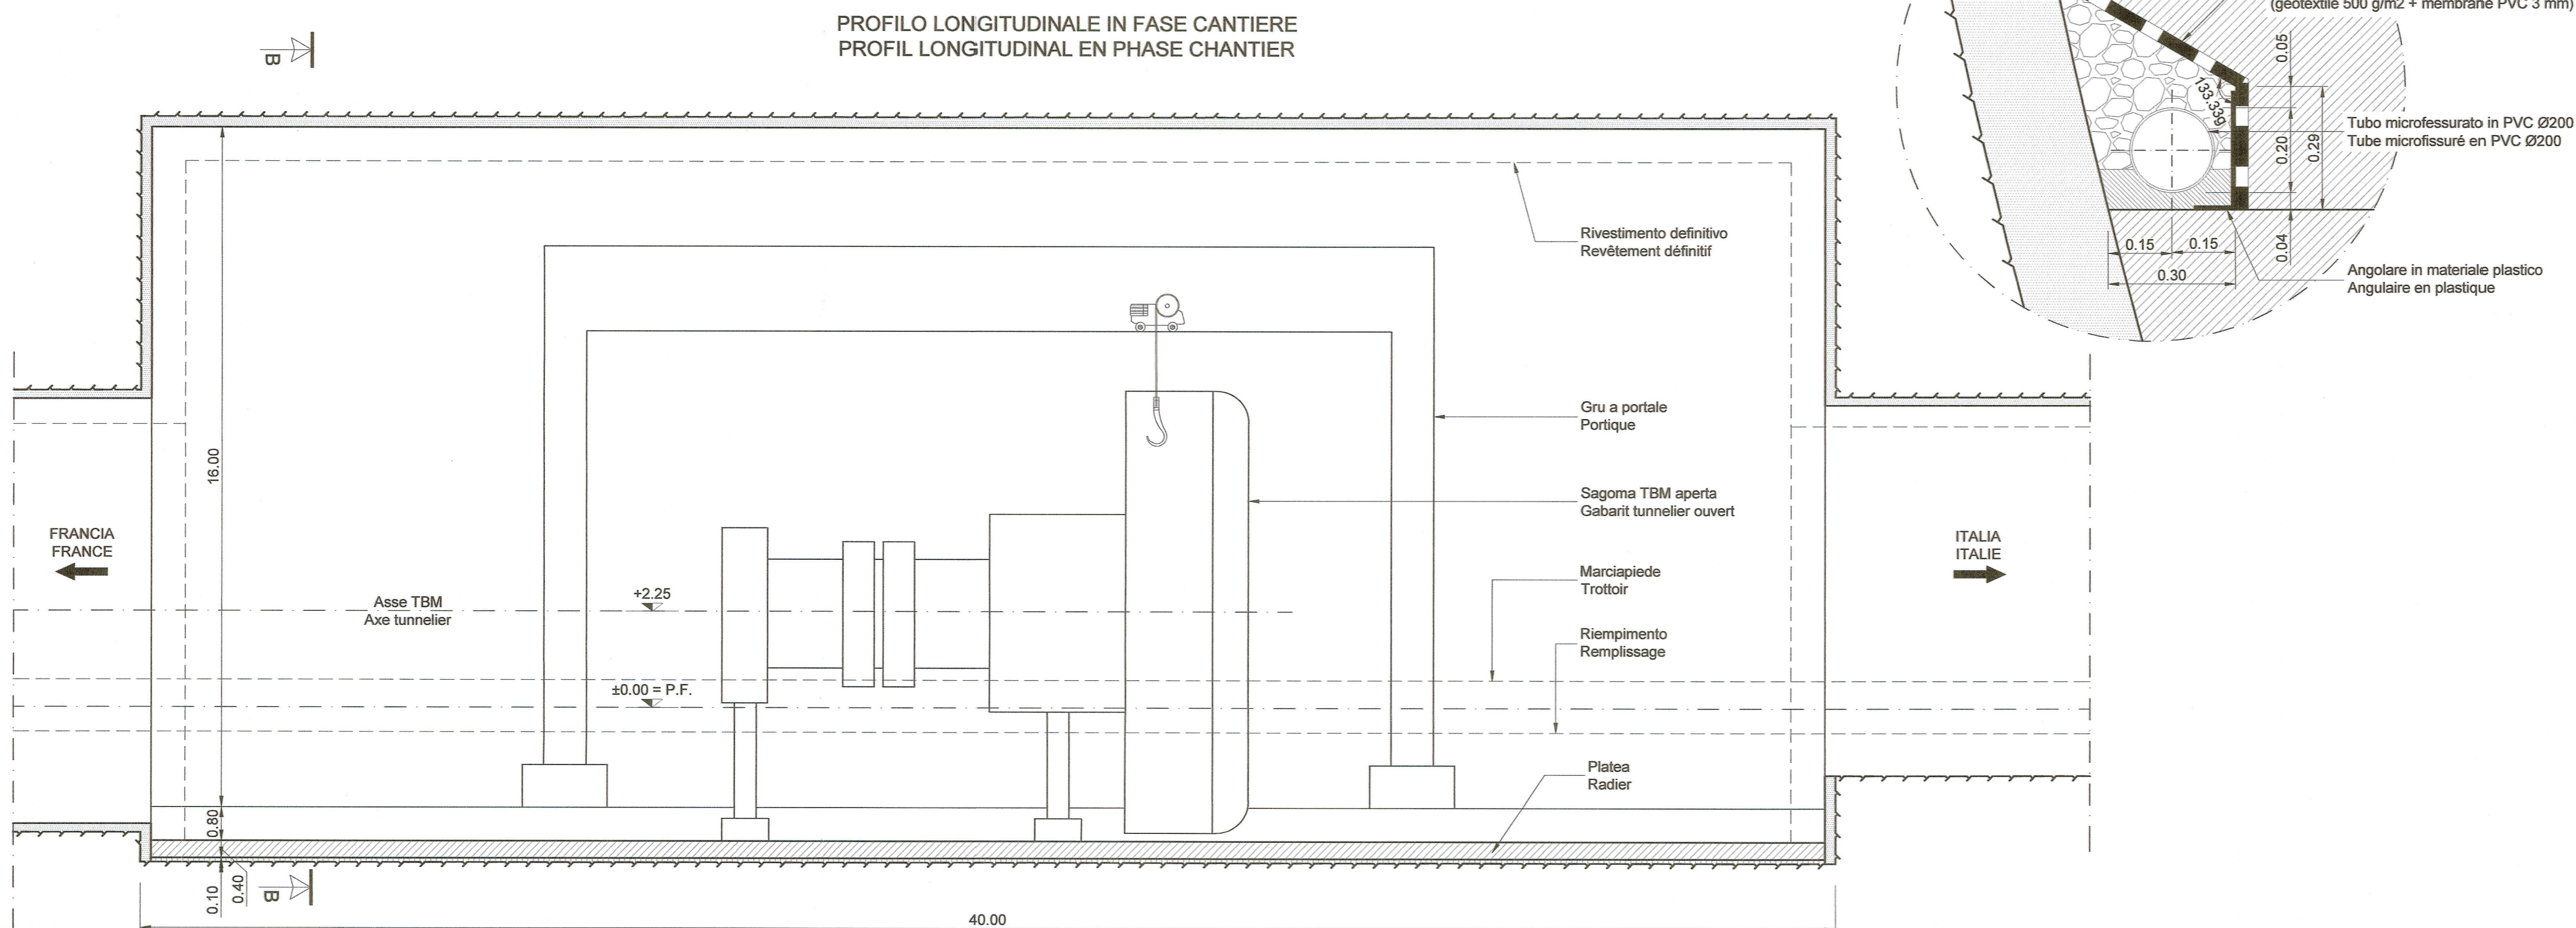 PROFILO LONGITUDINALE IN FASE CANTIERE
PROFIL LONGITUDINAL EN PHASE CHANTIER
B
(geotextile 500 g/m2 + membrane PVC 3 mm)
0.05
133.33g
0.20
0.29
Tubo microfessurato in PVC Ø200
Tube microfissuré en PVC Ø200
0.15
0.15
0.04
0.30
Angolare in materiale plastico
Angulaire en plastique
Rivestimento definitivo
Revêtement définitif
Gru a portale
Portique
16.00
Sagoma TBM aperta
Gabarit tunnelier ouvert
FRANCIA
FRANCE
ITALIA
ITALIE
Marciapiede
Trottoir
Asse TBM
Axe tunnelier
+2.25
Riempimento
Remplissage
±0.00 = P.F.
Platea
Radier
0.80
0.10
0.40
B
40.00